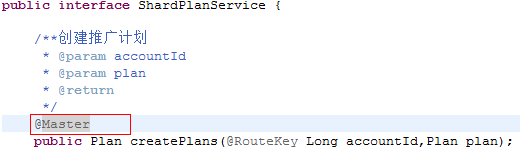 public interface ShardPlanService {
/**创建推广计划
* @param accountId
* @param plan
* @return
*/
@Master
public Plan createPlans(@RouteKey Long accountId,Plan plan);